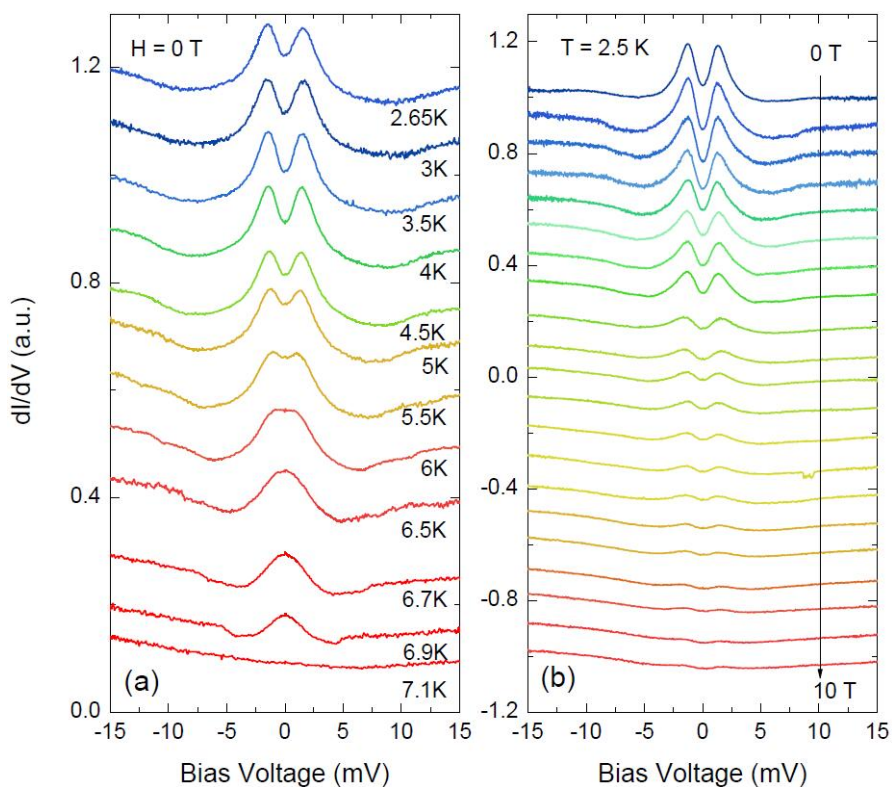 dI/dV (a.u.)
H = 0 T
1.2
0.8
0.4
0.0
2.65K
3K
3.5K
4K
4.5K
5K
5.5K
6K
6.5K
6.7K
6.9K
7.1K
(a)
-15 -10 -5 0 5 10 15
Bias Voltage (mV)
T = 2.5 K
0 T
1.2
0.8
0.4
0.0
-0.4
-0.8
-1.2
10 T
(b)
-15 -10 -5 0 5 10 15
Bias Voltage (mV)